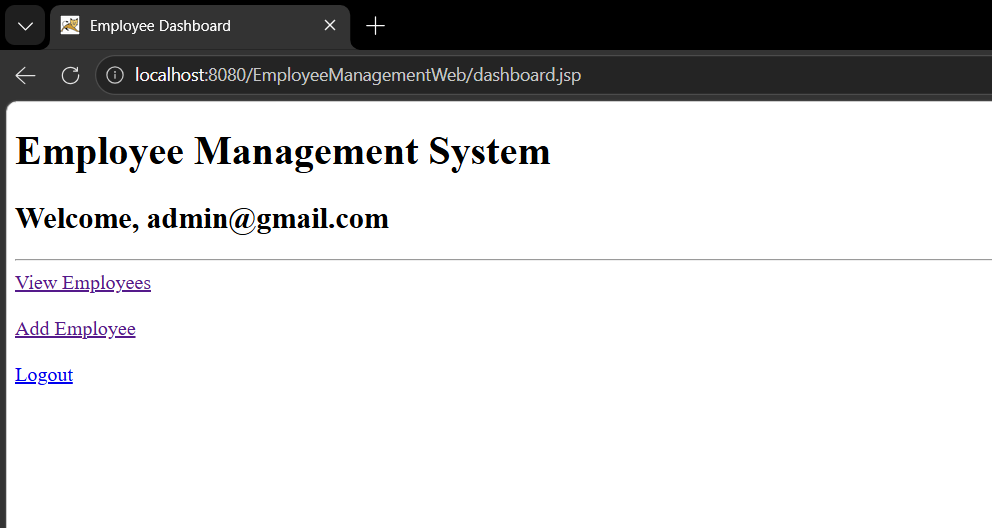 Employee Dashboard
localhost:8080/EmployeeManagementWeb/dashboard.jsp
Employee Management System
Welcome, admin@gmail.com
View Employees
Add Employee
Logout